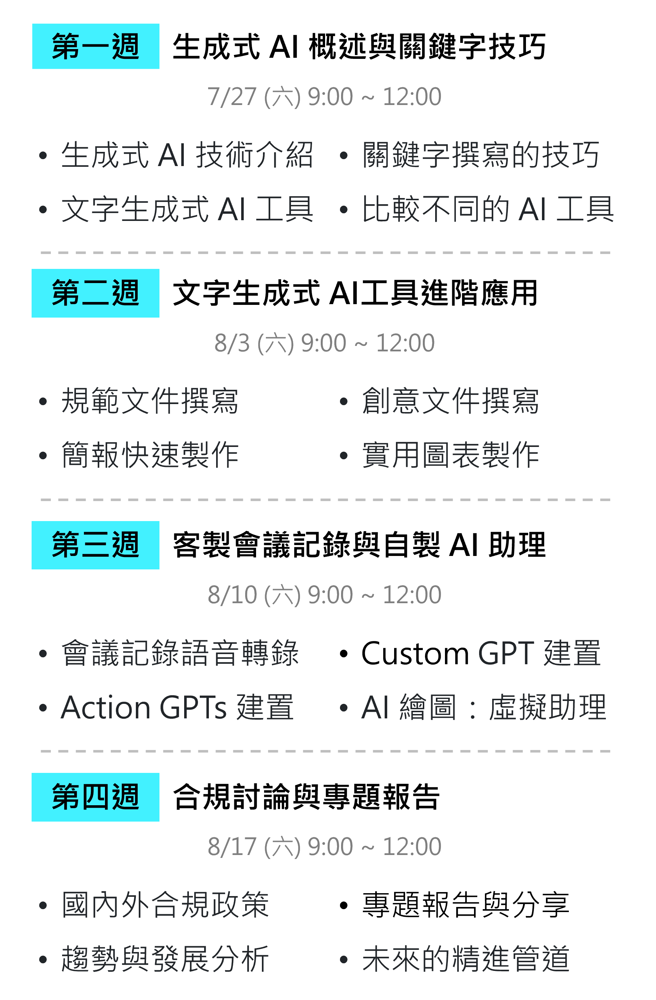 第一週 生成式 AI 概述與關鍵字技巧
7/27 (六) 9:00 ~ 12:00
• 生成式 AI 技術介紹 • 關鍵字撰寫的技巧
• 文字生成式 AI 工具 • 比較不同的 AI 工具
第二週 文字生成式 AI工具進階應用
8/3 (六) 9:00 ~ 12:00
• 規範文件撰寫 • 創意文件撰寫
• 簡報快速製作 • 實用圖表製作
第三週 客製會議記錄與自製 AI 助理
8/10 (六) 9:00 ~ 12:00
• 會議記錄語音轉錄 • Custom GPT 建置
• Action GPTs 建置 • AI 繪圖：虛擬助理
第四週 合規討論與專題報告
8/17 (六) 9:00 ~ 12:00
• 國內外合規政策 • 專題報告與分享
• 趨勢與發展分析 • 未來的精進管道